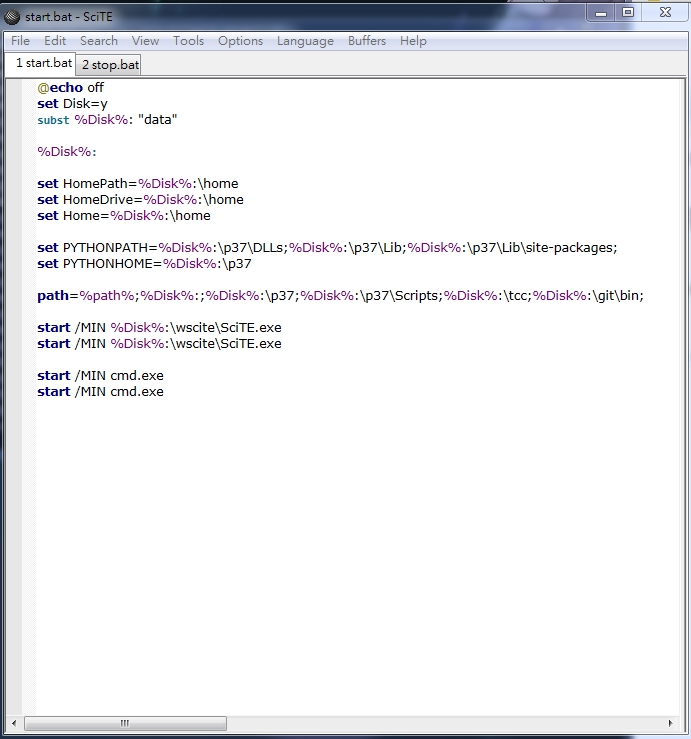 start.bat - SciTE
File Edit Search View Tools Options Language Buffers Help
1 start.bat 2 stop.bat
@echo off
set Disk=y
subst %Disk%: "data"
%Disk%:
set HomePath=%Disk%:\home
set HomeDrive=%Disk%:\home
set Home=%Disk%:\home
set PYTHONPATH=%Disk%:\p37\DLLs;%Disk%:\p37\Lib;%Disk%:\p37\Lib\site-packages;
set PYTHONHOME=%Disk%:\p37
path=%path%;%Disk%:;%Disk%:\p37;%Disk%:\p37\Scripts;%Disk%:\tcc;%Disk%:\git\bin;
start /MIN %Disk%:\wscite\SciTE.exe
start /MIN %Disk%:\wscite\SciTE.exe
start /MIN cmd.exe
start /MIN cmd.exe